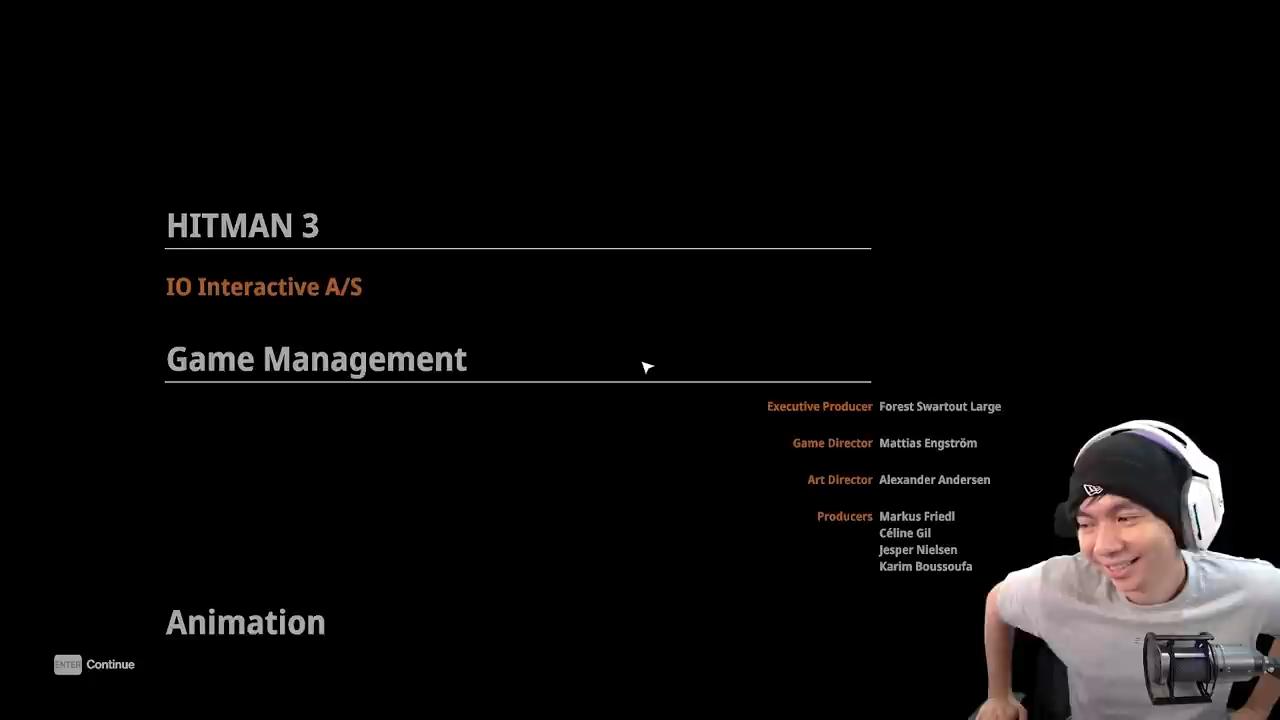 HITMAN 3
IO Interactive A/S
Game Management
Executive Producer Forest Swartout Large
Game Director Mattias Engström
Art Director Alexander Andersen
Producers Markus Friedl
Céline Gil
Jesper Nielsen
Karim Boussoufa
Animation
ENTER Continue